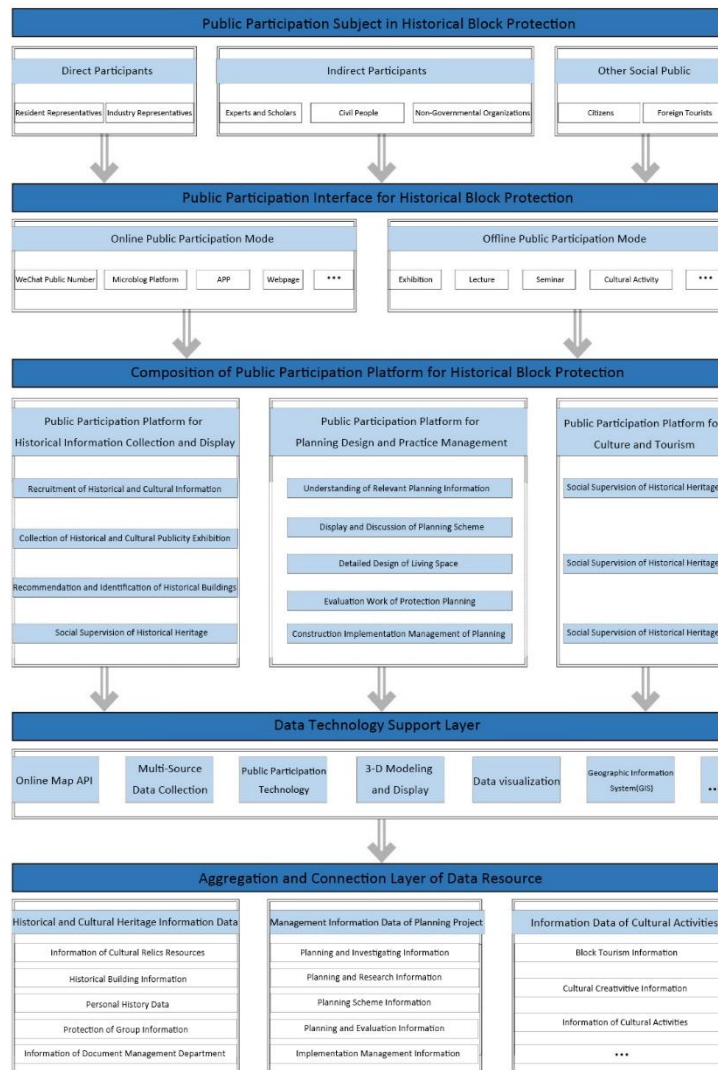 Public Participation Subject in Historical Block Protection
Direct Participants
Indirect Participants
Other Social Public
Resident Representatives
Industry Representatives
Experts and Scholars
Civil People
Non-Governmental Organizations
Citizens
Foreign Tourists
Public Participation Interface for Historical Block Protection
Online Public Participation Mode
Offline Public Participation Mode
WeChat Public Number
Microblog Platform
APP
Webpage
•••
Exhibition
Lecture
Seminar
Cultural Activity
•••
Composition of Public Participation Platform for Historical Block Protection
Public Participation Platform for
Historical Information Collection and Display
Recruitment of Historical and Cultural Information
Collection of Historical and Cultural Publicity Exhibition
Recommendation and Identification of Historical Buildings
Social Supervision of Historical Heritage
Public Participation Platform for
Planning Design and Practice Management
Understanding of Relevant Planning Information
Display and Discussion of Planning Scheme
Detailed Design of Living Space
Evaluation Work of Protection Planning
Construction Implementation Management of Planning
Public Participation Platform fo
Culture and Tourism
Social Supervision of Historical Heritage
Social Supervision of Historical Heritage
Social Supervision of Historical Heritage
Data Technology Support Layer
Online Map API
Multi-Source
Data Collection
Public Participation
Technology
3-D Modeling
and Display
Data visualization
Geographic Information
System(GIS)
•••
Aggregation and Connection Layer of Data Resource
Historical and Cultural Heritage Information Data
Information of Cultural Relics Resources
Historical Building Information
Personal History Data
Protection of Group Information
Information of Document Management Department
Management Information Data of Planning Project
Planning and Investigating Information
Planning and Research Information
Planning Scheme Information
Planning and Evaluation Information
Implementation Management Information
Information Data of Cultural Activities
Block Tourism Information
Cultural Creativitive Information
Information of Cultural Activities
•••